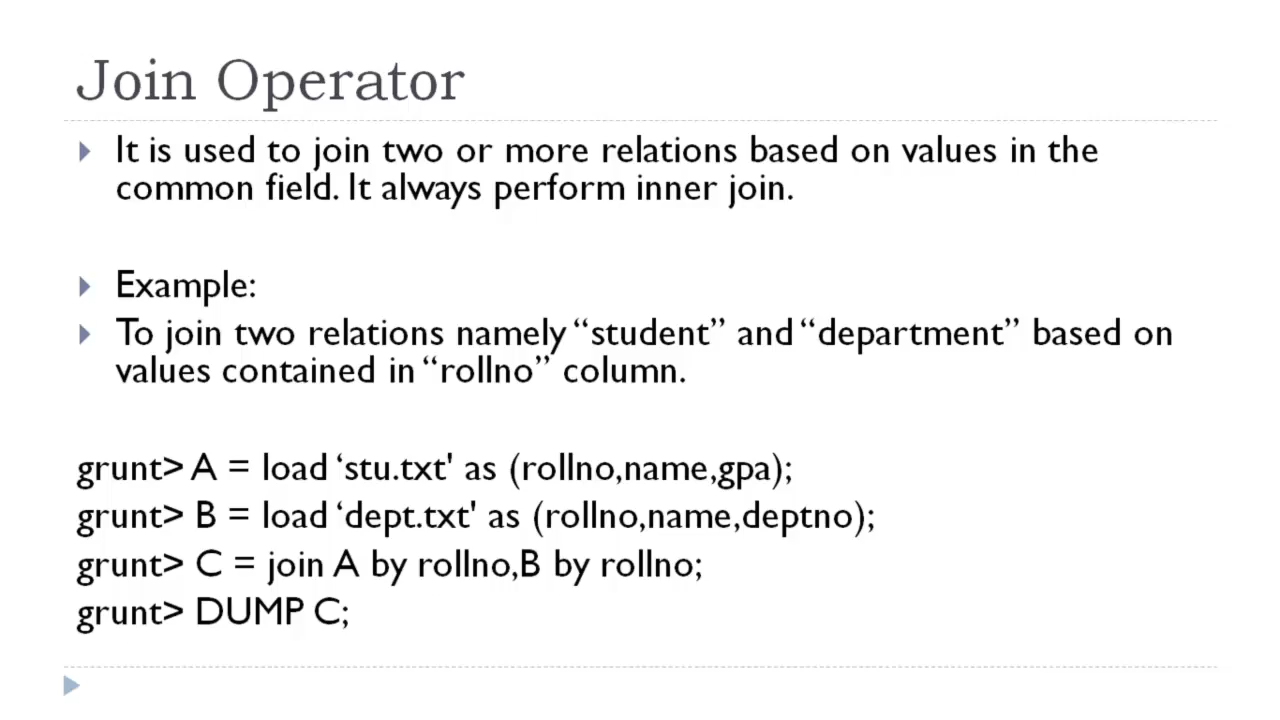 Join Operator
It is used to join two or more relations based on values in the
common field. It always perform inner join.
Example:
To join two relations namely “student” and “department” based on
values contained in “rollno” column.
grunt> A = load ‘stu.txt' as (rollno,name,gpa);
grunt> B = load ‘dept.txt' as (rollno,name,deptno);
grunt> C = join A by rollno,B by rollno;
grunt> DUMP C;